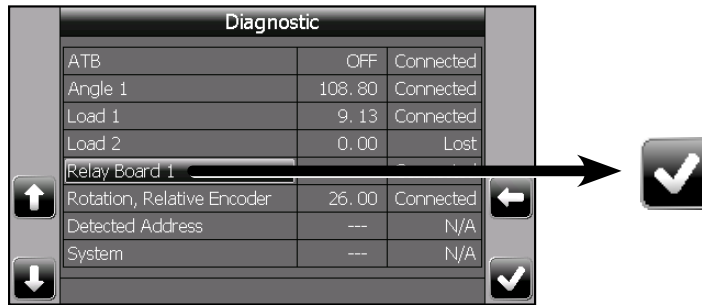 Diagnostic
ATB OFF Connected
Angle 1 108.80 Connected
Load 1 9.13 Connected
Load 2 0.00 Lost
Relay Board 1
Rotation, Relative Encoder 26.00 Connected
Detected Address --- N/A
System --- N/A